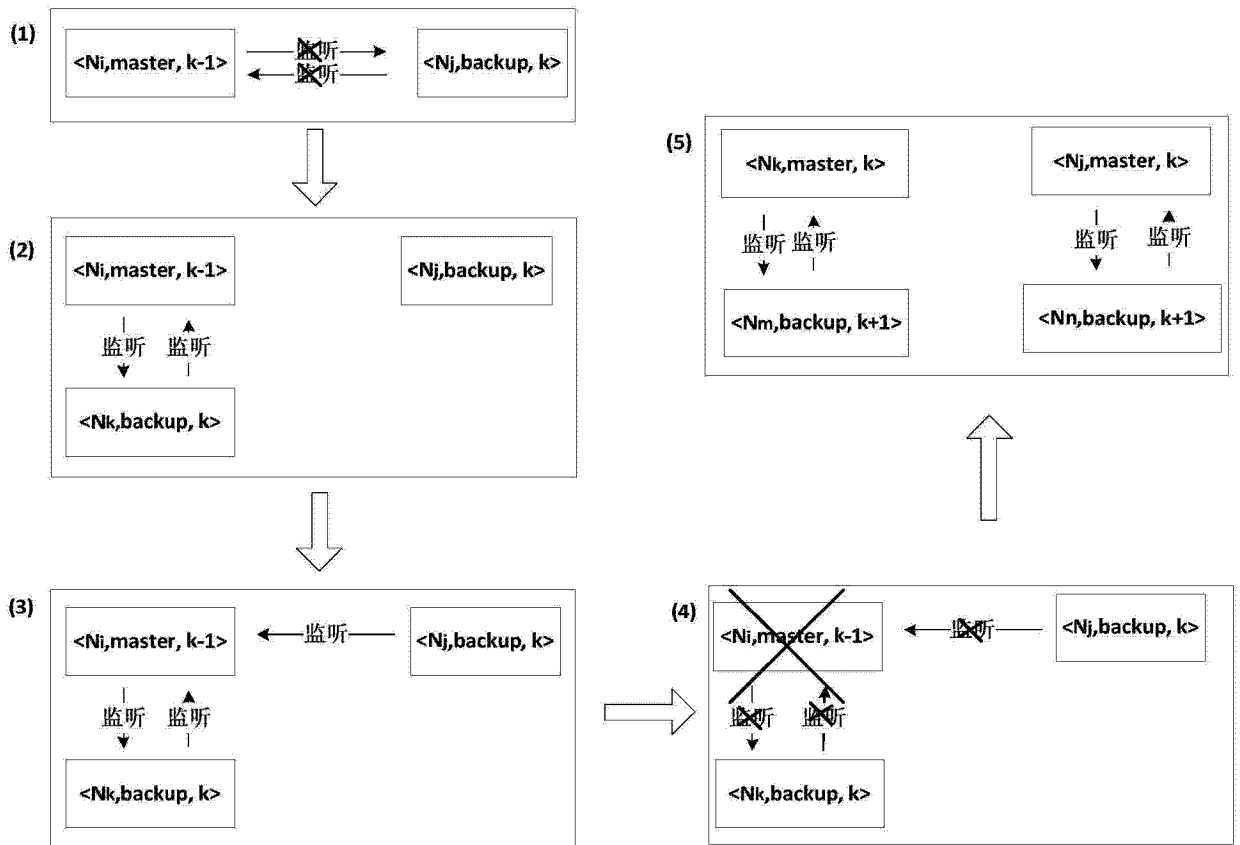 (1)
<Ni,master, k-1>
监听
监听
<Nj,backup, k>
(2)
<Ni,master, k-1>
<Nj,backup, k>
监听 监听
<Nk,backup, k>
(3)
<Ni,master, k-1>
监听
<Nj,backup, k>
监听 监听
<Nk,backup, k>
(4)
<Ni,master, k-1>
监听
<Nj,backup, k>
监听 监听
<Nk,backup, k>
(5)
<Nk,master, k>
<Nj,master, k>
监听 监听
监听 监听
<Nm,backup, k+1>
<Nn,backup, k+1>